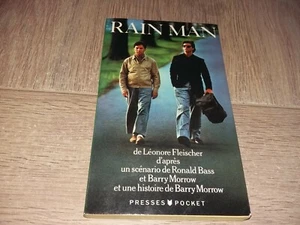 RAIN MAN
de Léonore Fleischer
d'après
un scénario de Ronald Bass
et Barry Morrow
et une histoire de Barry Morrow
PRESSES POCKET